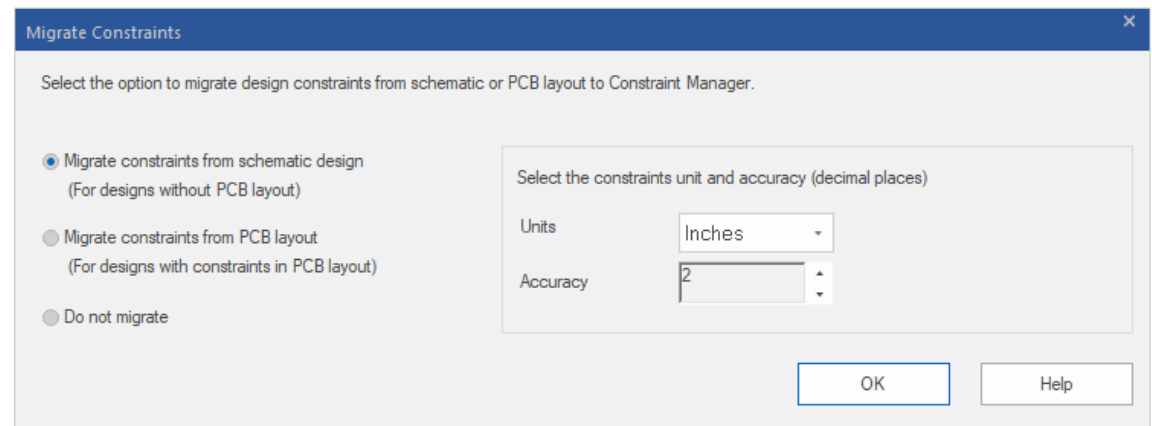 Migrate Constraints
Select the option to migrate design constraints from schematic or PCB layout to Constraint Manager.
Migrate constraints from schematic design
(For designs without PCB layout)
Migrate constraints from PCB layout
(For designs with constraints in PCB layout)
Do not migrate
Select the constraints unit and accuracy (decimal places)
Units
Inches
Accuracy
2
OK
Help